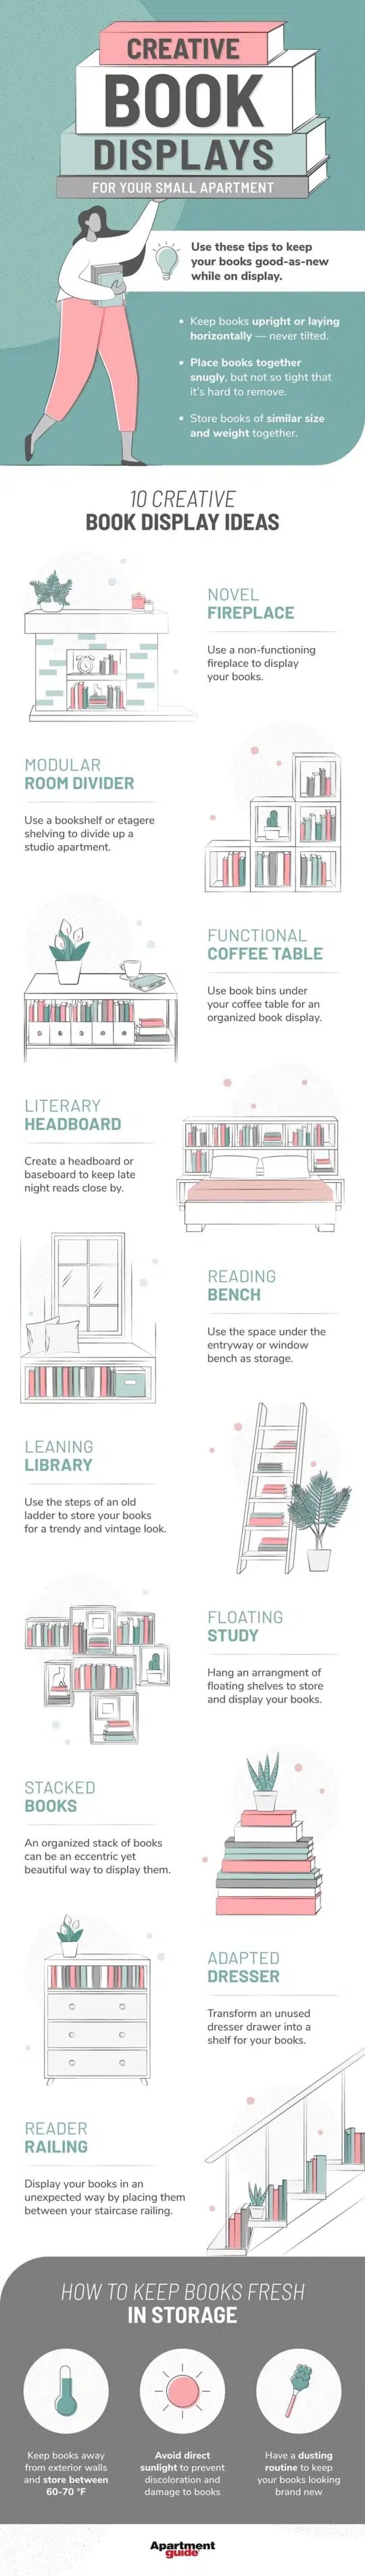 CREATIVE
BOOK
DISPLAYS
FOR YOUR SMALL APARTMENT
Use these tips to keep
your books good-as-new
while on display.
• Keep books upright or laying
horizontally — never tilted.
• Place books together
snugly, but not so tight that
it's hard to remove.
• Store books of similar size
and weight together.
10 CREATIVE
BOOK DISPLAY IDEAS
NOVEL
FIREPLACE
Use a non-functioning
fireplace to display
your books.
MODULAR
ROOM DIVIDER
Use a bookshelf or etagere
shelving to divide up a
studio apartment.
FUNCTIONAL
COFFEE TABLE
Use book bins under
your coffee table for an
organized book display.
LITERARY
HEADBOARD
Create a headboard or
baseboard to keep late
night reads close by.
READING
BENCH
Use the space under the
entryway or window
bench as storage.
LEANING
LIBRARY
Use the steps of an old
ladder to store your books
for a trendy and vintage look.
FLOATING
STUDY
Hang an arrangment of
floating shelves to store
and display your books.
STACKED
BOOKS
An organized stack of books
can be an eccentric yet
beautiful way to display them.
ADAPTED
DRESSER
Transform an unused
dresser drawer into a
shelf for your books.
READER
RAILING
Display your books in an
unexpected way by placing them
between your staircase railing.
HOW TO KEEP BOOKS FRESH
IN STORAGE
Keep books away
from exterior walls
and store between
60-70 °F
Avoid direct
sunlight to prevent
discoloration and
damage to books
Have a dusting
routine to keep
your books looking
brand new
Apartment
guide